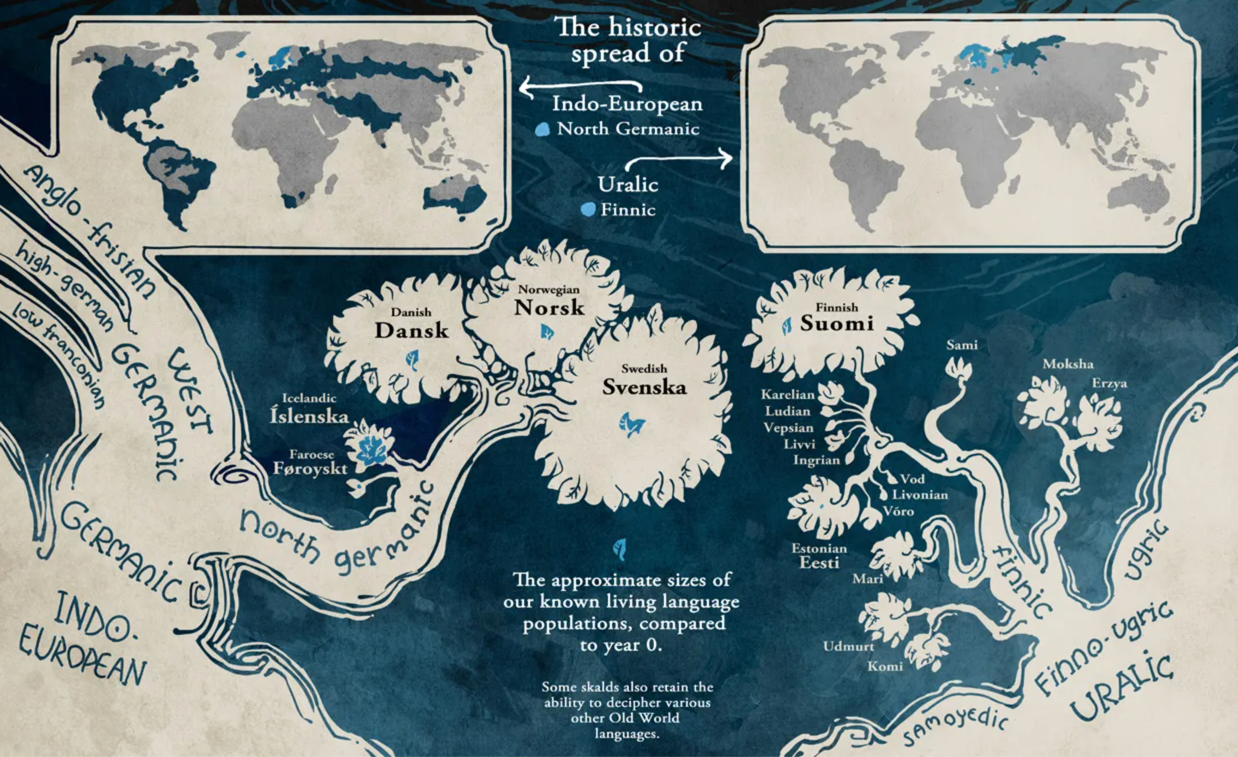 The historic
spread of
Indo-European
North Germanic
Uralic
Finnic
Anglo-frisian
high-german
low franconian
WEST
GERMANIC
GERMANIC
INDO-
EUROPEAN
north germanic
Danish
Dansk
Norwegian
Norsk
Swedish
Svenska
Icelandic
Íslenska
Faroese
Føroyskt
Finnish
Suomi
Sami
Moksha
Erzya
Karelian
Ludian
Vepsian
Livvi
Ingrian
Vod
Livonian
Vóro
Estonian
Eesti
Mari
Udmurt
Komi
finnic
ugric
Finno-ugric
URALIC
samoyedic
The approximate sizes of
our known living language
populations, compared
to year 0.
Some skalds also retain the
ability to decipher various
other Old World
languages.